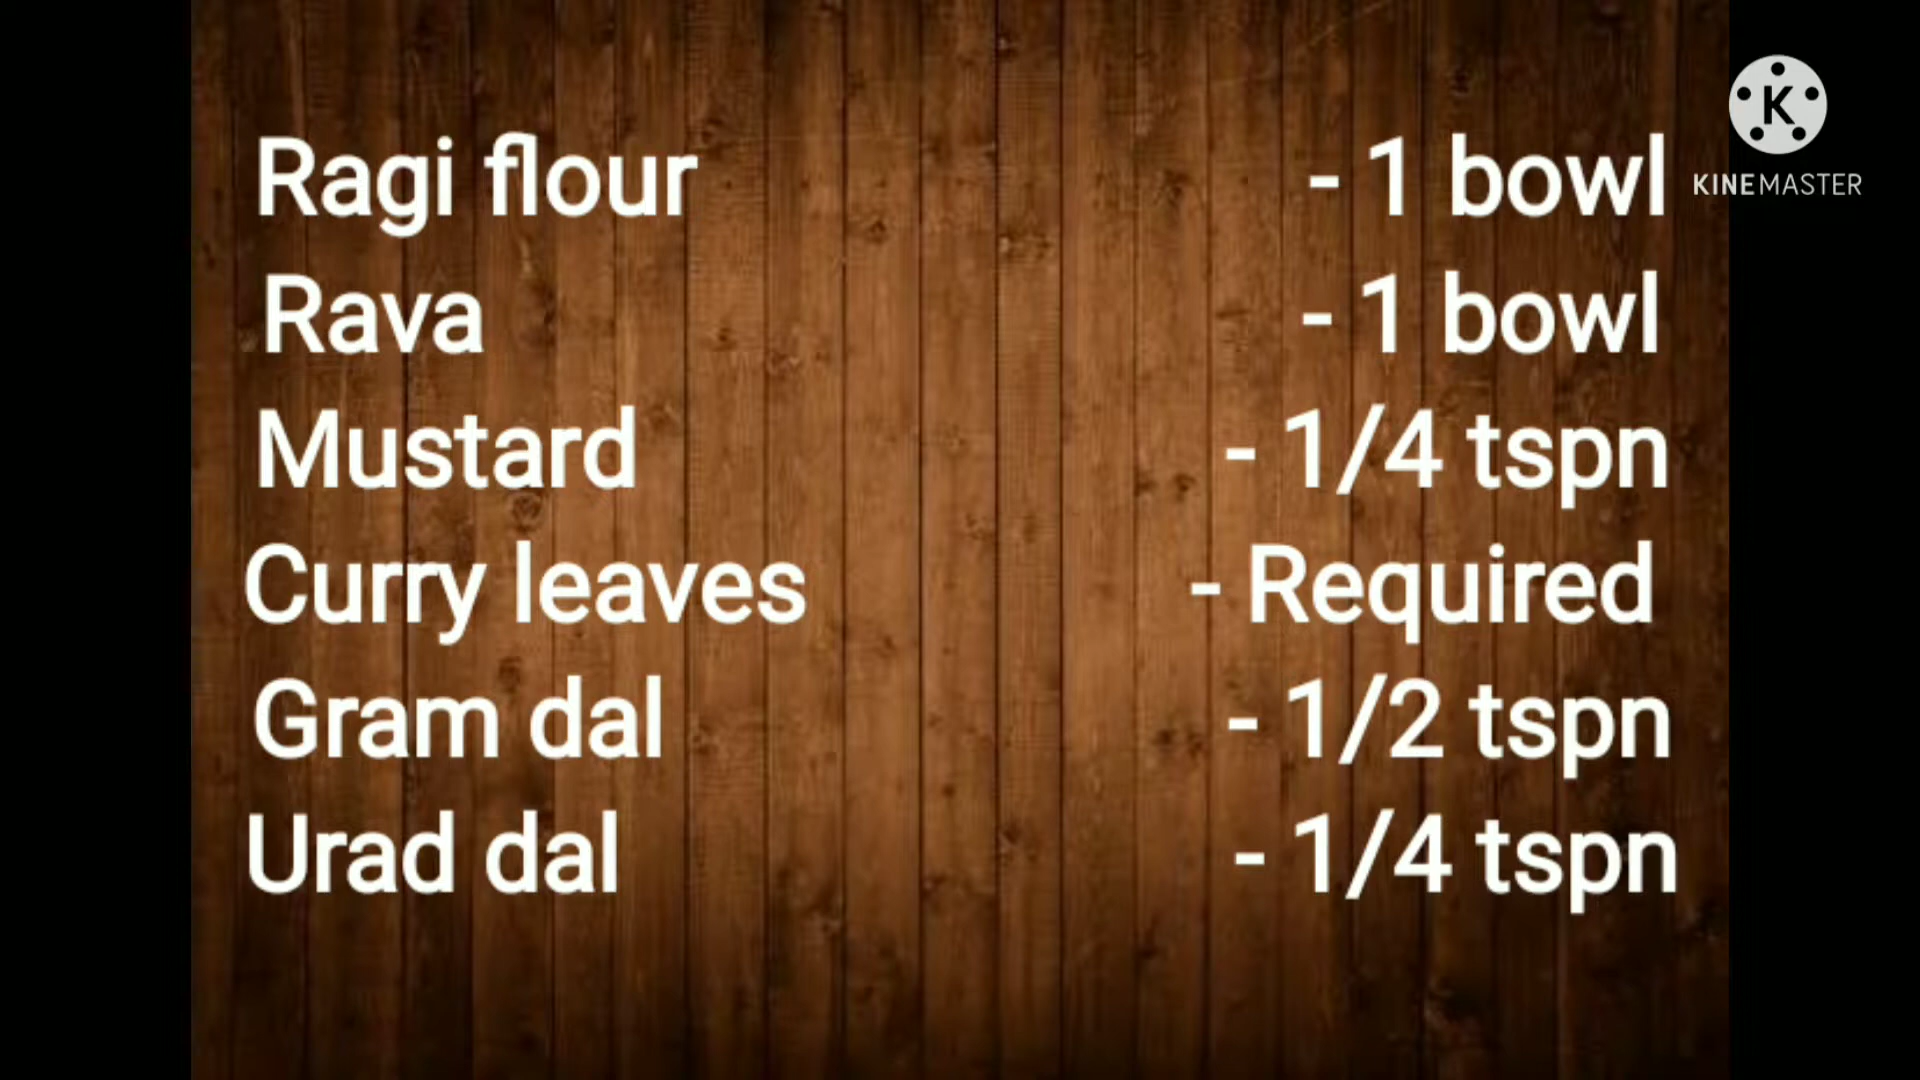 Ragi flour - 1 bowl
Rava - 1 bowl
Mustard - 1/4 tspn
Curry leaves - Required
Gram dal - 1/2 tspn
Urad dal - 1/4 tspn
K
KINEMASTER